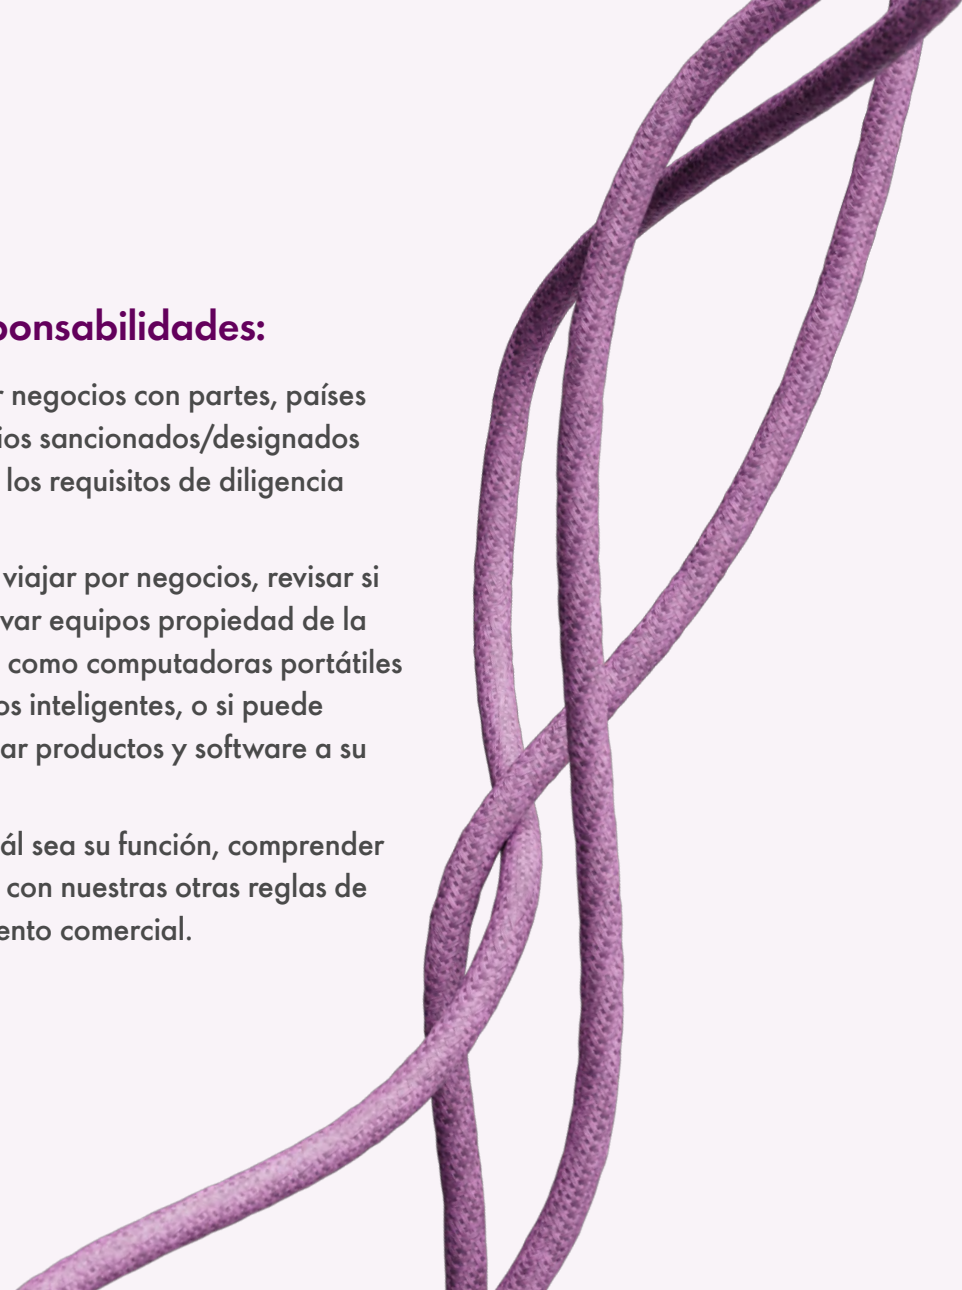 ponsabilidades:
r negocios con partes, países
ios sancionados/designados
los requisitos de diligencia
viajar por negocios, revisar si
var equipos propiedad de la
como computadoras portátiles
os inteligentes, o si puede
ar productos y software a su
ál sea su función, comprender
con nuestras otras reglas de
ento comercial.